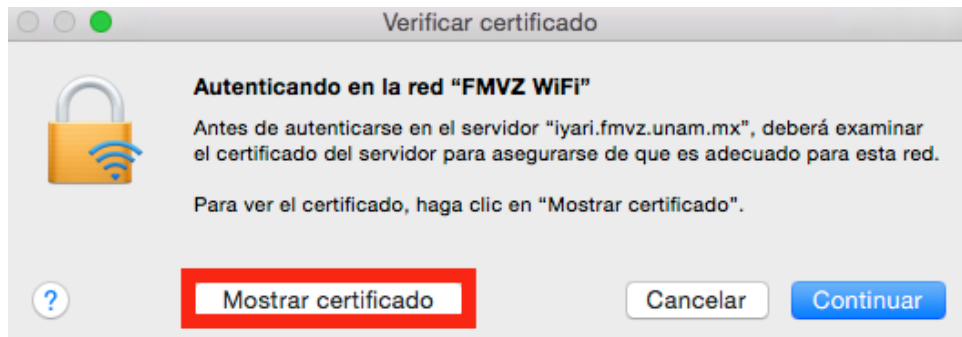 Verificar certificado
Autenticando en la red “FMVZ WiFi”
Antes de autenticarse en el servidor “iyari.fmvz.unam.mx”, deberá examinar
el certificado del servidor para asegurarse de que es adecuado para esta red.
Para ver el certificado, haga clic en “Mostrar certificado”.
?
Mostrar certificado
Cancelar
Continuar